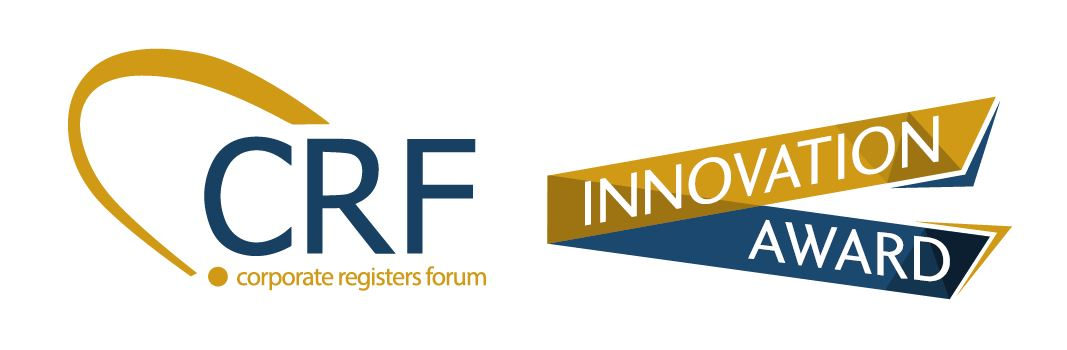 CRF
corporate registers forum
INNOVATION
AWARD